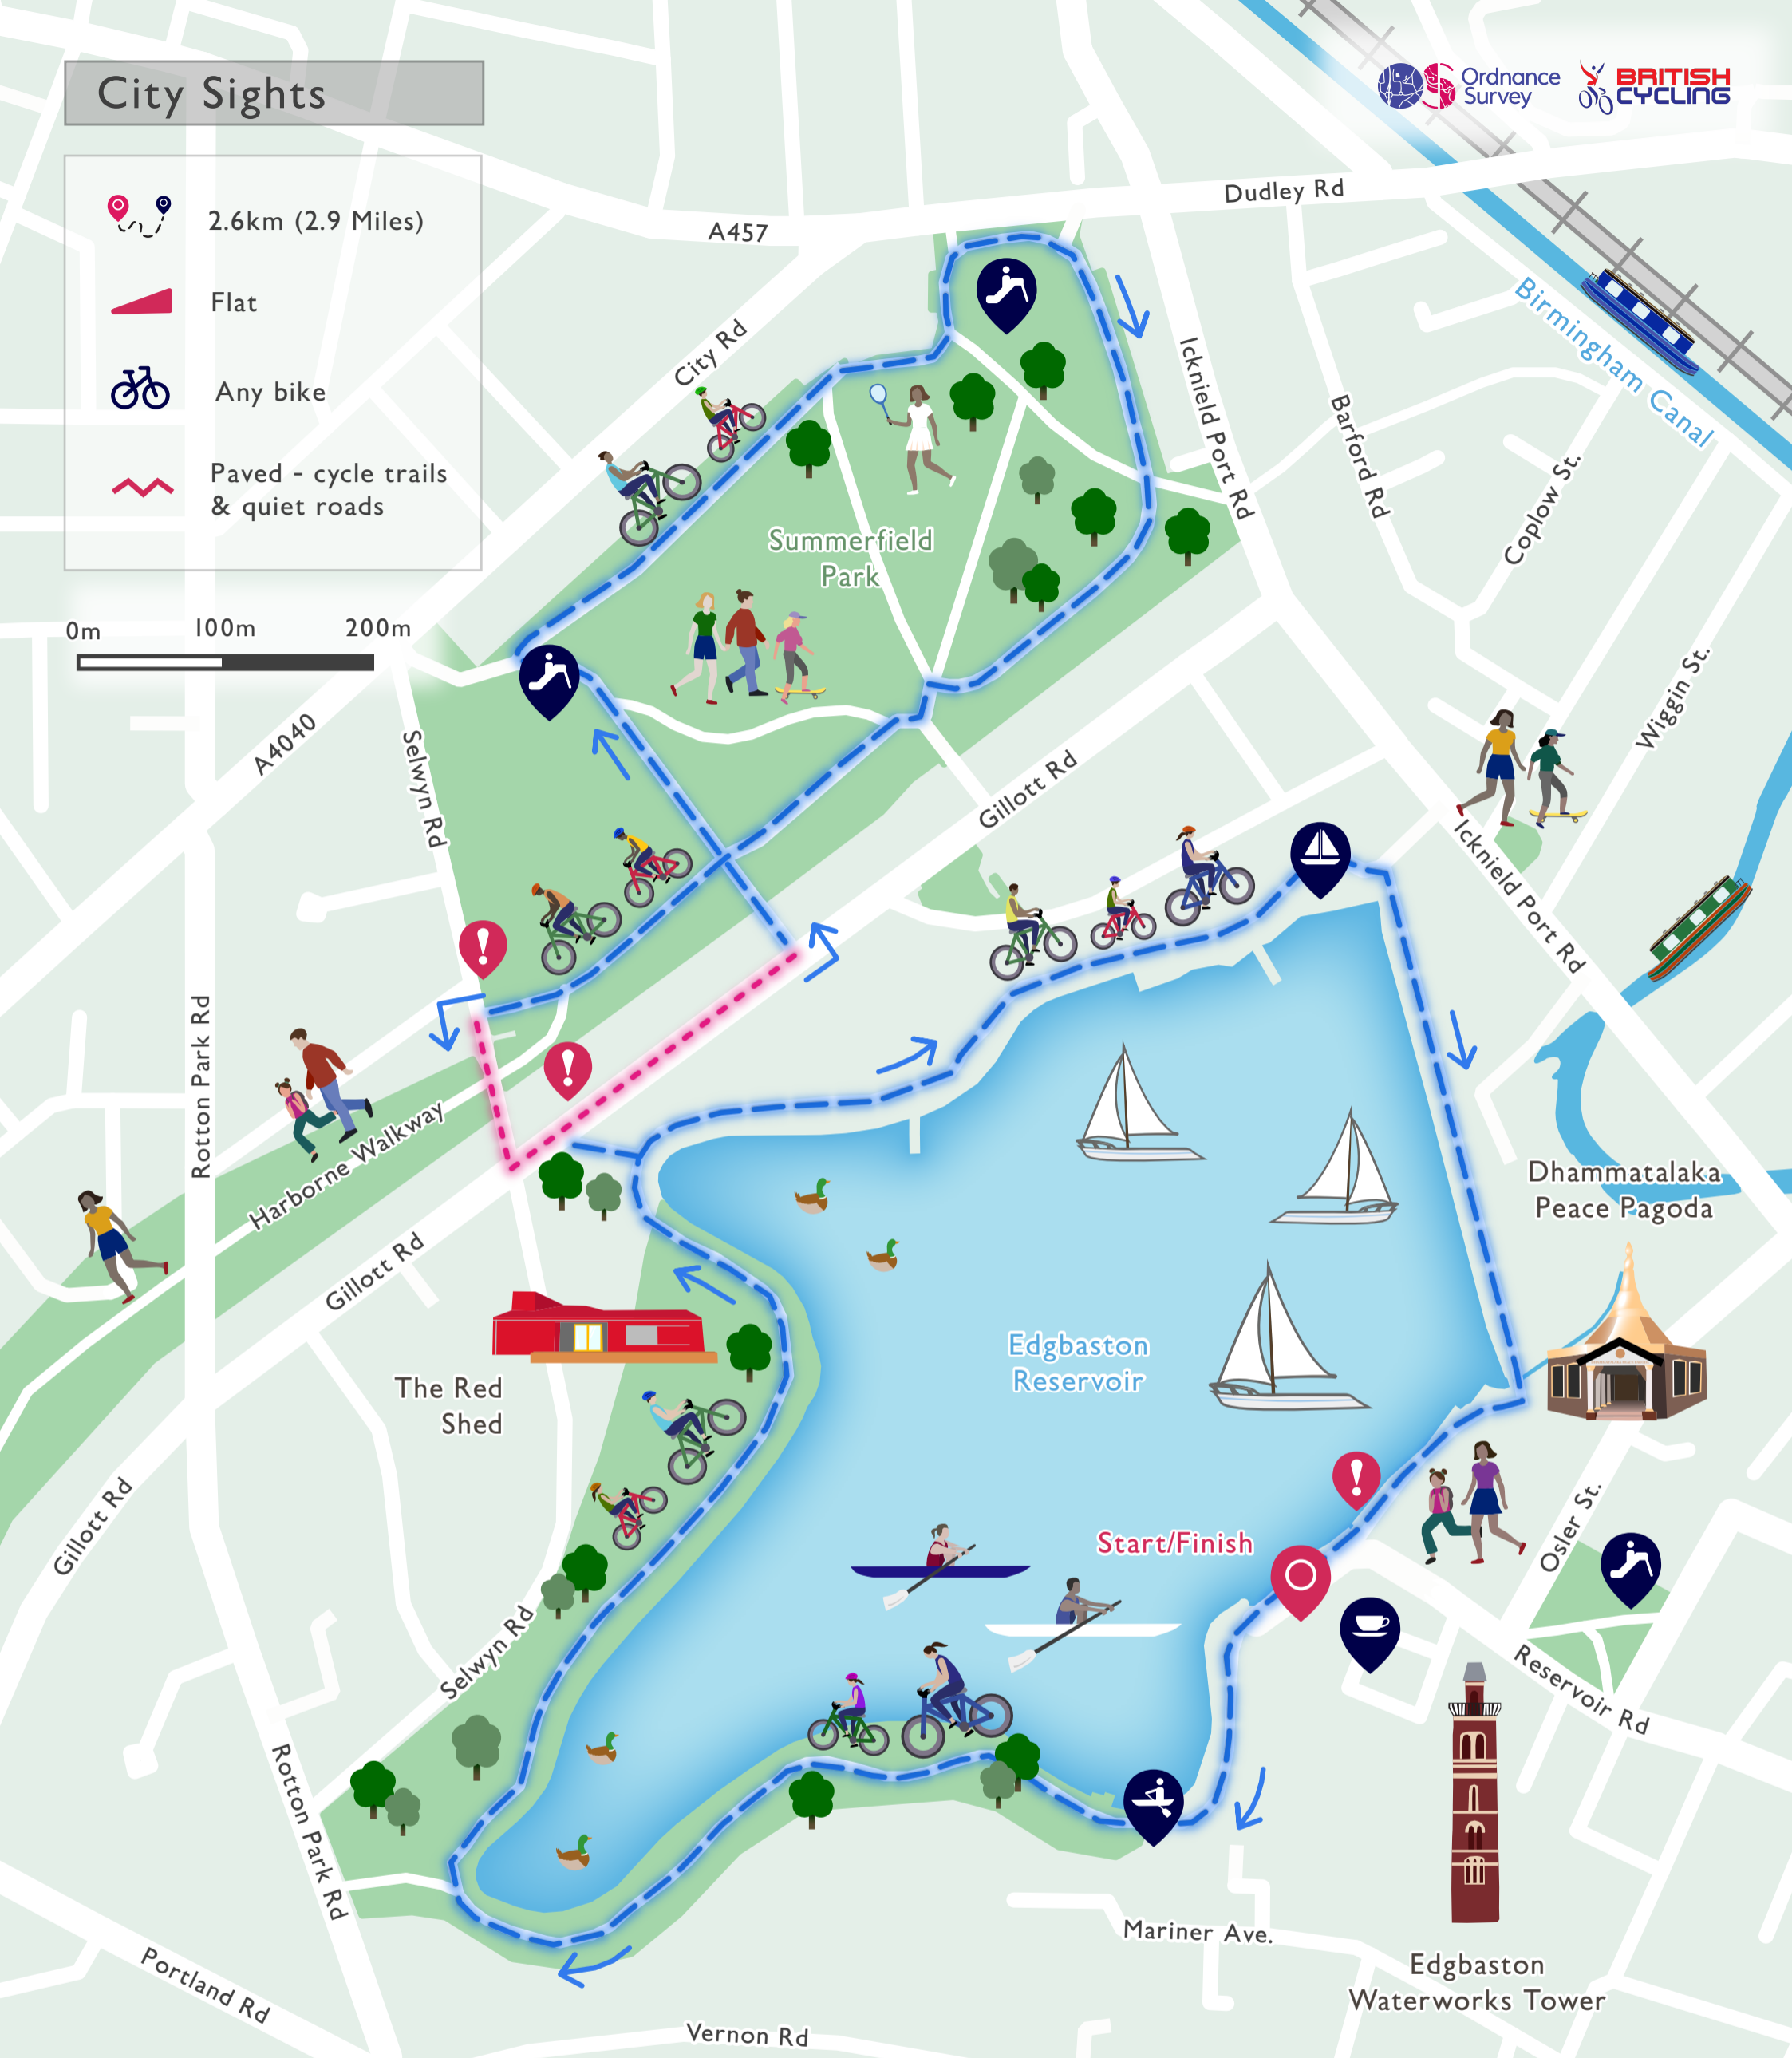 City Sights
2.6km (2.9 Miles)
Flat
Any bike
Paved - cycle trails
& quiet roads
0m
100m
200m
Ordnance
Survey
BRITISH
CYCLING
Dudley Rd
A457
City Rd
Icknield Port Rd
Barford Rd
Birmingham Canal
Coplow St.
Wiggin St.
Summerfield
Park
A4040
Selwyn Rd
Gillott Rd
Icknield Port Rd
Rotton Park Rd
Harborne Walkway
Gillott Rd
Dhammatalaka
Peace Pagoda
Edgbaston
Reservoir
The Red
Shed
Gillott Rd
Start/Finish
Osler St.
Selwyn Rd
Reservoir Rd
Rotton Park Rd
Mariner Ave.
Edgbaston
Waterworks Tower
Portland Rd
Vernon Rd